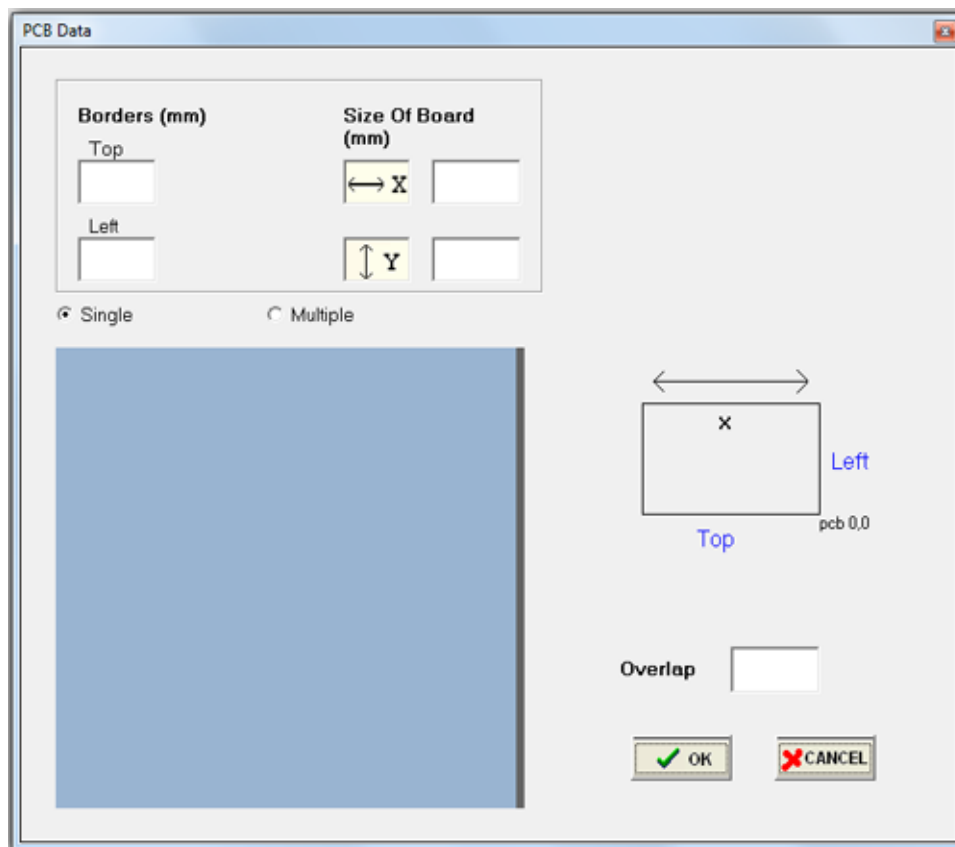 PCB Data
Borders (mm)
Size Of Board
(mm)
Top
X
Left
Y
Single
Multiple
X
Left
pcb 0,0
Top
Overlap
OK
CANCEL